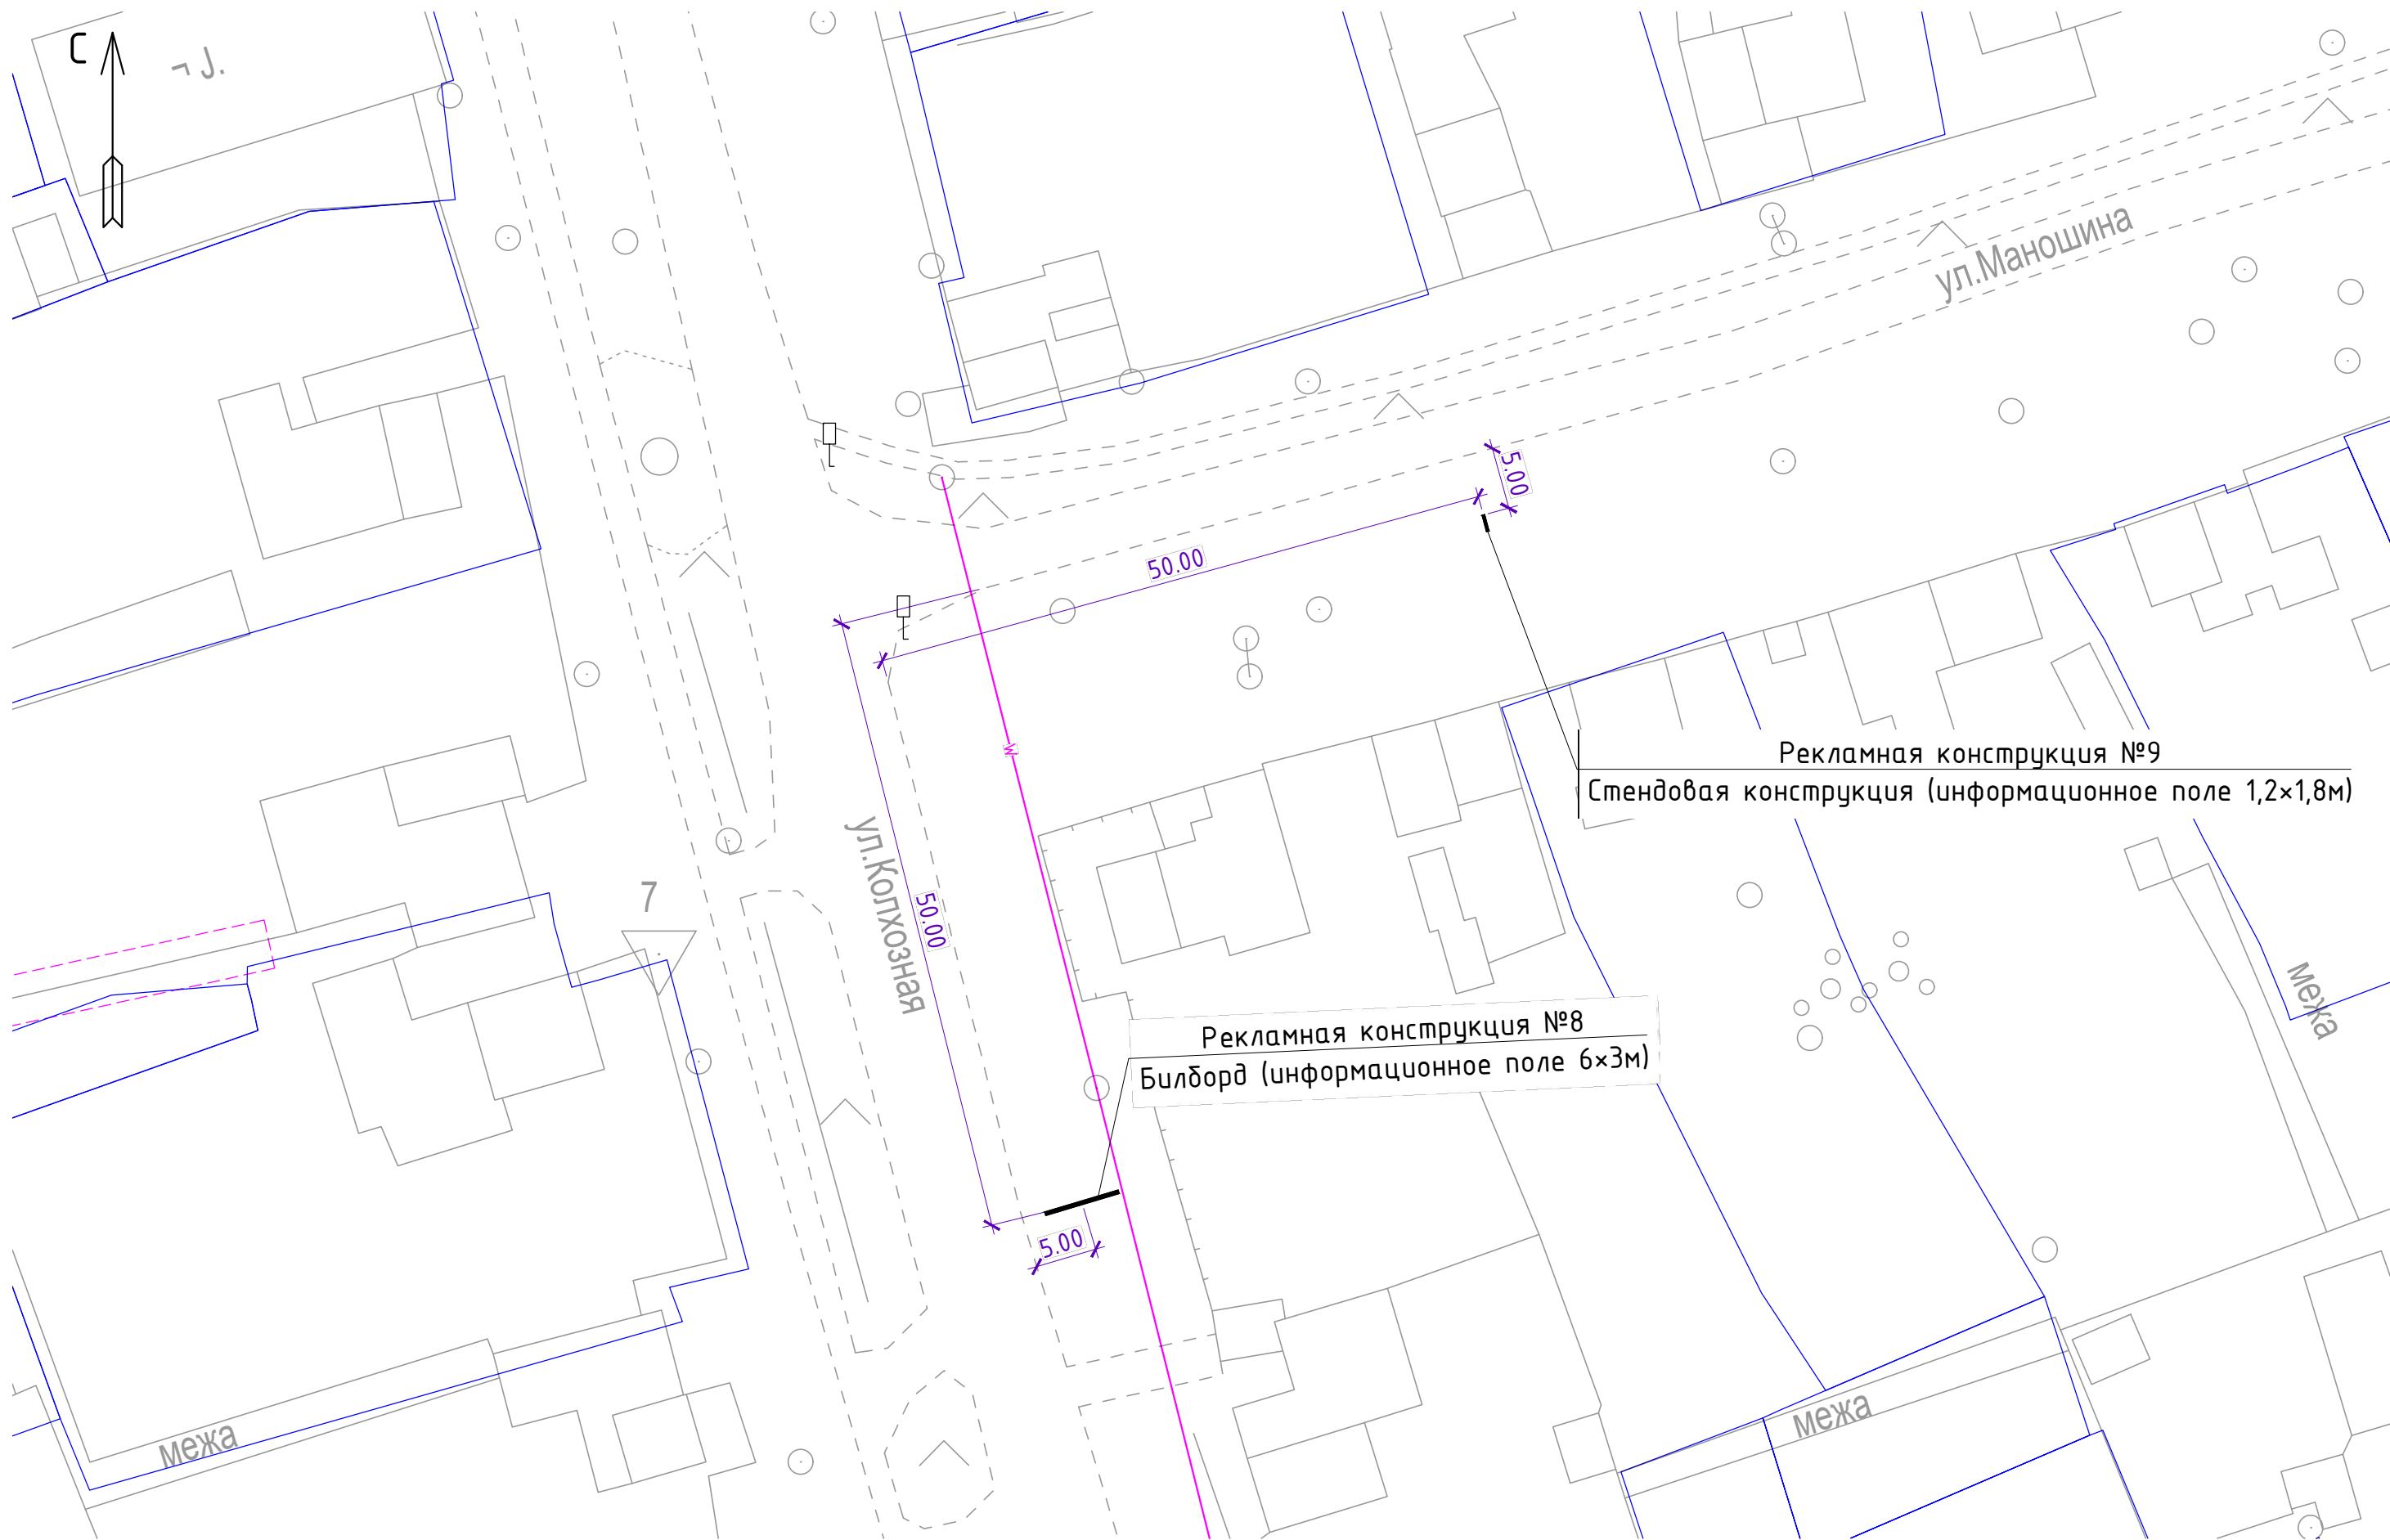 С
ул.Маношина
5.00
50.00
Рекламная конструкция №9
Стендовая конструкция (информационное поле 1,2×1,8м)
W
ул.Колхозная
50.00
7
межа
Рекламная конструкция №8
Билборд (информационное поле 6×3м)
5.00
межа
межа